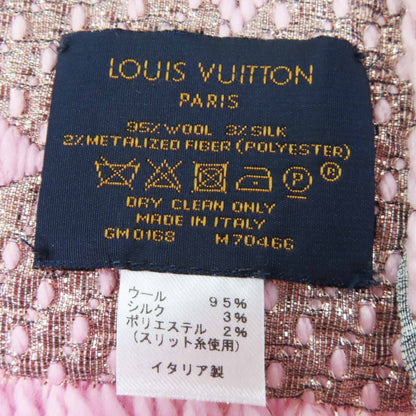 LOUIS VUITTON
PARIS
95% WOOL 3% SILK
2% METALIZED FIBER (POLYESTER)
P ®
DRY CLEAN ONLY
MADE IN ITALY
GM0168 M70466
ウール 95%
シルク 3%
ポリエステル 2%
(スリット糸使用)
イタリア製